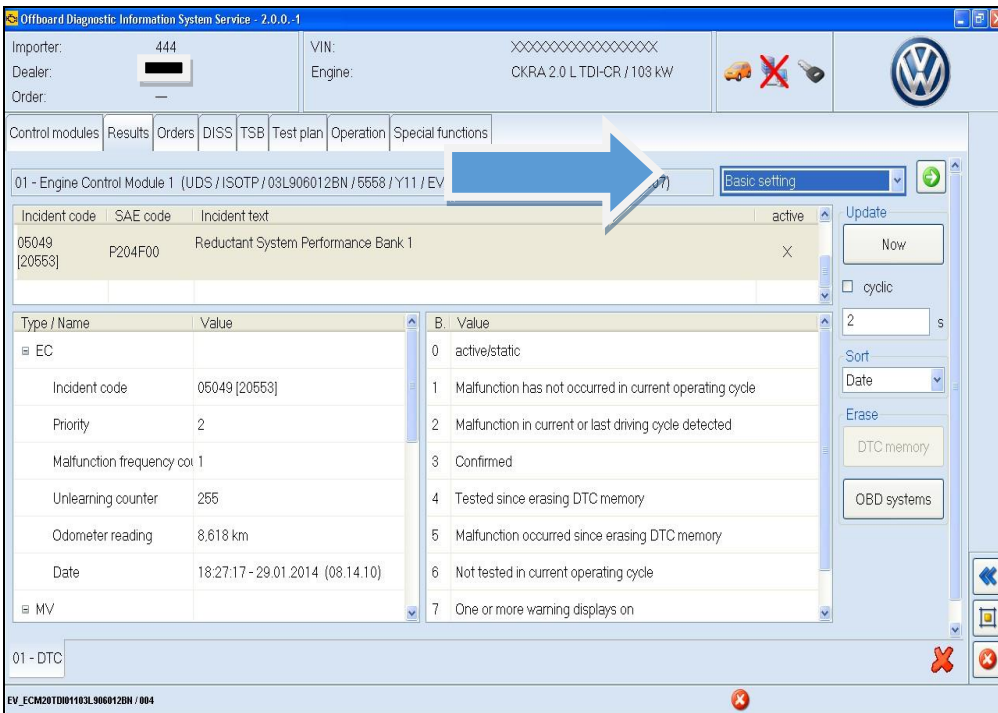 Offboard Diagnostic Information System Service - 2.0.0.-1
Importer: 444
Dealer:
Order: —
VIN: XXXXXXXXXXXXXXXXX
Engine: CKRA 2.0 L TDI-CR / 103 kW
Control modules Results Orders DISS TSB Test plan Operation Special functions
01 - Engine Control Module 1 (UDS / ISOTP / 03L906012BN / 5558 / Y11 / EV
Basic setting
Incident code SAE code Incident text active
05049 [20553] P204F00 Reductant System Performance Bank 1 X
Update
Now
cyclic
2 s
Sort
Date
Erase
DTC memory
OBD systems
Type / Name Value
EC
Incident code 05049 [20553]
Priority 2
Malfunction frequency cou 1
Unlearning counter 255
Odometer reading 8,618 km
Date 18:27:17 - 29.01.2014 (08.14.10)
MV
B. Value
0 active/static
1 Malfunction has not occurred in current operating cycle
2 Malfunction in current or last driving cycle detected
3 Confirmed
4 Tested since erasing DTC memory
5 Malfunction occurred since erasing DTC memory
6 Not tested in current operating cycle
7 One or more warning displays on
01 - DTC
EV_ECM20TDI01103L906012BN / 004